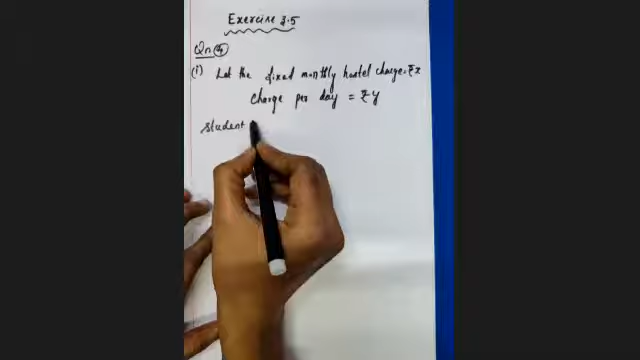 Exercise 3.5
Qn 4
(i) Let the fixed monthly hostel charge = ₹x
Charge per day = ₹y
Student